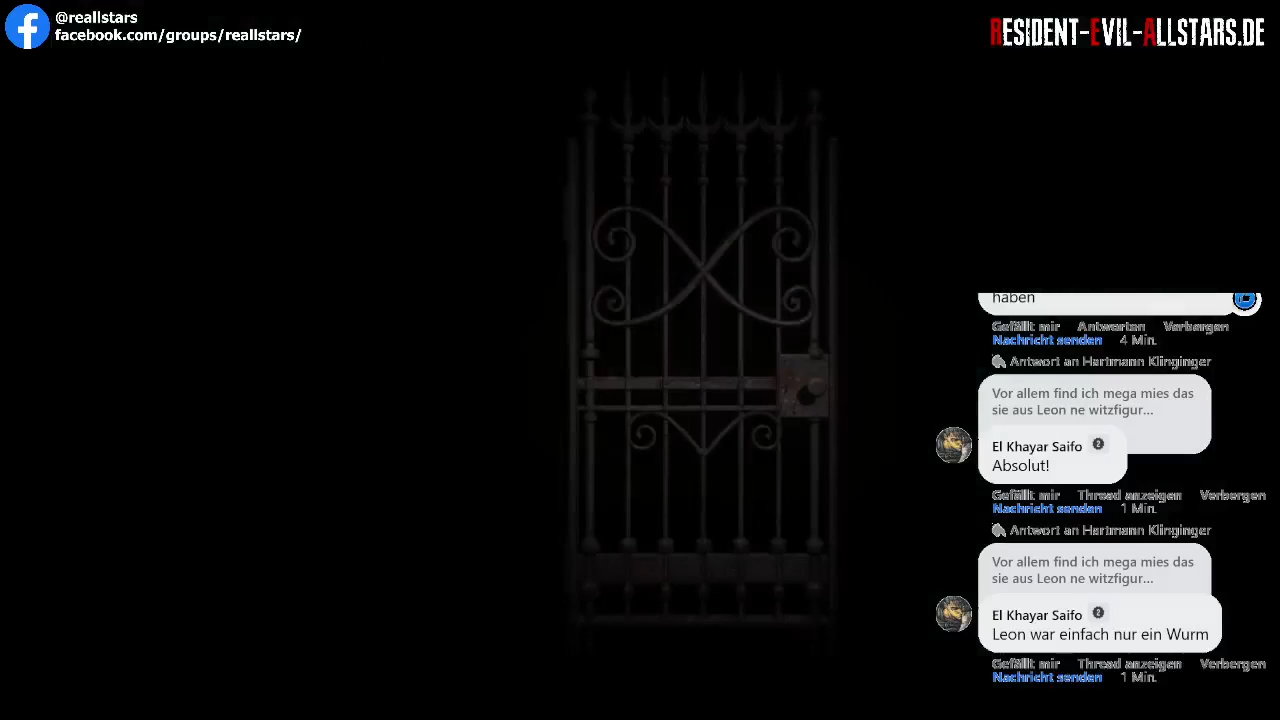 @reallstars
facebook.com/groups/reallstars/
RESIDENT-EVIL-ALLSTARS.DE
haben
Gefällt mir Antworten Verbergen
Nachricht senden 4 Min.
Antwort an Hartmann Klinginger
Vor allem find ich mega mies das
sie aus Leon ne witzfigur...
El Khayar Saifo 2
Absolut!
Gefällt mir Thread anzeigen Verbergen
Nachricht senden 1 Min.
Antwort an Hartmann Klinginger
Vor allem find ich mega mies das
sie aus Leon ne witzfigur...
El Khayar Saifo 2
Leon war einfach nur ein Wurm
Gefällt mir Thread anzeigen Verbergen
Nachricht senden 1 Min.